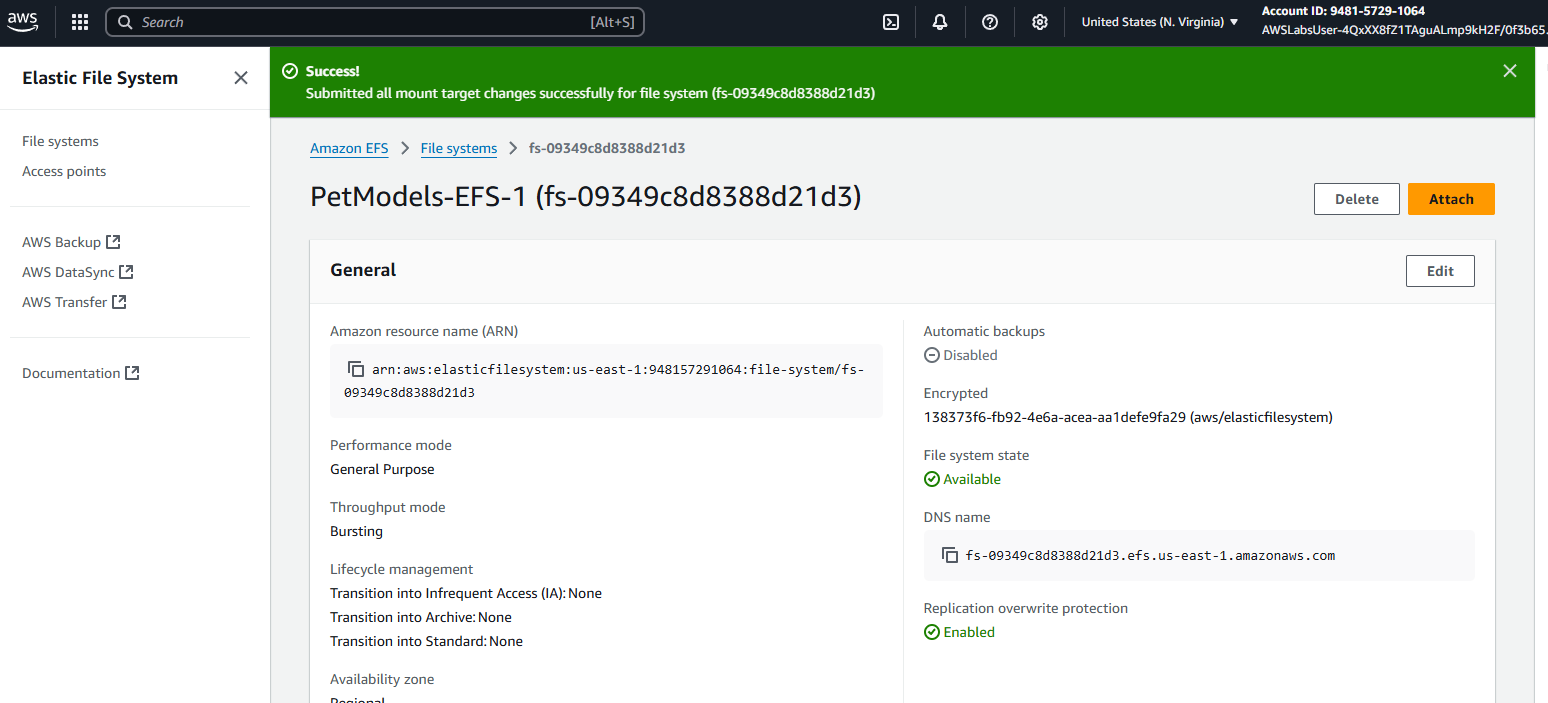 aws
Search [Alt+S]
United States (N. Virginia)
Account ID: 9481-5729-1064
AWSLabsUser-4QxXX8fZ1TAguALmp9kH2F/0f3b65.
Elastic File System
File systems
Access points
AWS Backup
AWS DataSync
AWS Transfer
Documentation
Success!
Submitted all mount target changes successfully for file system (fs-09349c8d8388d21d3)
Amazon EFS > File systems > fs-09349c8d8388d21d3
PetModels-EFS-1 (fs-09349c8d8388d21d3)
Delete
Attach
General
Edit
Amazon resource name (ARN)
arn:aws:elasticfilesystem:us-east-1:948157291064:file-system/fs-
09349c8d8388d21d3
Performance mode
General Purpose
Throughput mode
Bursting
Lifecycle management
Transition into Infrequent Access (IA): None
Transition into Archive: None
Transition into Standard: None
Availability zone
Regional
Automatic backups
Disabled
Encrypted
138373f6-fb92-4e6a-acea-aa1defe9fa29 (aws/elasticfilesystem)
File system state
Available
DNS name
fs-09349c8d8388d21d3.efs.us-east-1.amazonaws.com
Replication overwrite protection
Enabled